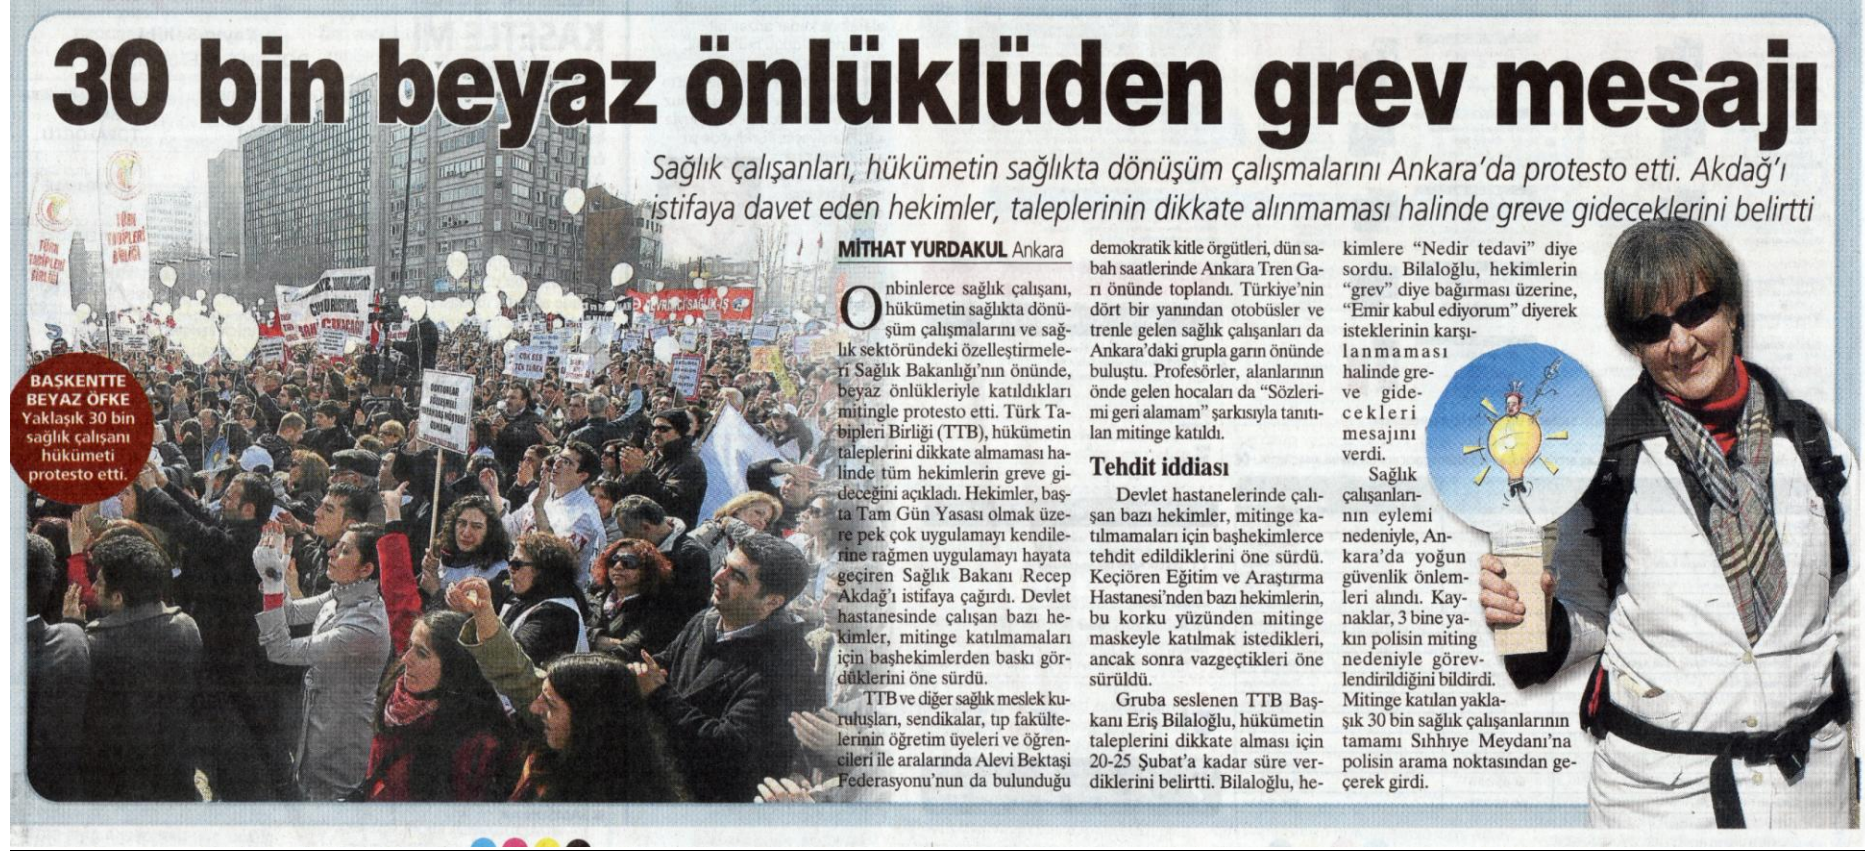 30 bin beyaz önlüklüden grev mesajı
Sağlık çalışanları, hükümetin sağlıkta dönüşüm çalışmalarını Ankara'da protesto etti. Akdağ'ı
istifaya davet eden hekimler, taleplerinin dikkate alınmaması halinde greve gideceklerini belirtti
TÜRK
TABİPLERİ
BİRLİĞİ
TÜRK
TABİPLERİ
BİRLİĞİ
DEVRİMCİ SAĞLIK-İŞ
BAŞKENTTE
BEYAZ ÖFKE
Yaklaşık 30 bin
sağlık çalışanı
hükümeti
protesto etti.
MİTHAT YURDAKUL Ankara
Onbinlerce sağlık çalışanı,
hükümetin sağlıkta dönü-
şüm çalışmalarını ve sağ-
lık sektöründeki özelleştirmele-
ri Sağlık Bakanlığı'nın önünde,
beyaz önlükleriyle katıldıkları
mitingle protesto etti. Türk Ta-
bipleri Birliği (TTB), hükümetin
taleplerini dikkate almaması ha-
linde tüm hekimlerin greve gi-
deceğini açıkladı. Hekimler, baş-
ta Tam Gün Yasası olmak üze-
re pek çok uygulamayı kendile-
rine rağmen uygulamayı hayata
geçiren Sağlık Bakanı Recep
Akdağ'ı istifaya çağırdı. Devlet
hastanesinde çalışan bazı he-
kimler, mitinge katılmamaları
için başhekimlerden baskı gör-
düklerini öne sürdü.
TTB ve diğer sağlık meslek ku-
ruluşları, sendikalar, tıp fakülte-
lerinin öğretim üyeleri ve öğren-
cileri ile aralarında Alevi Bektaşi
Federasyonu'nun da bulunduğu
demokratik kitle örgütleri, dün sa-
bah saatlerinde Ankara Tren Ga-
rı önünde toplandı. Türkiye'nin
dört bir yanından otobüsler ve
trenle gelen sağlık çalışanları da
Ankara'daki grupla garın önünde
buluştu. Profesörler, alanlarının
önde gelen hocaları da “Sözleri-
mi geri alamam” şarkısıyla tanıtı-
lan mitinge katıldı.
Tehdit iddiası
Devlet hastanelerinde çalı-
şan bazı hekimler, mitinge ka-
tılmamaları için başhekimlerce
tehdit edildiklerini öne sürdü.
Keçiören Eğitim ve Araştırma
Hastanesi'nden bazı hekimlerin,
bu korku yüzünden mitinge
maskeyle katılmak istedikleri,
ancak sonra vazgeçtikleri öne
sürüldü.
Gruba seslenen TTB Baş-
kanı Eriş Bilaloğlu, hükümetin
taleplerini dikkate alması için
20-25 Şubat'a kadar süre ver-
diklerini belirtti. Bilaloğlu, he-
kimlere “Nedir tedavi” diye
sordu. Bilaloğlu, hekimlerin
“grev” diye bağırması üzerine,
“Emir kabul ediyorum” diyerek
isteklerinin karşı-
lanmaması
halinde gre-
ve gide-
cekleri
mesajını
verdi.
Sağlık
çalışanları-
nın eylemi
nedeniyle, An-
kara'da yoğun
güvenlik önlem-
leri alındı. Kay-
naklar, 3 bine ya-
kın polisin miting
nedeniyle görev-
lendirildiğini bildirdi.
Mitinge katılan yakla-
şık 30 bin sağlık çalışanlarının
tamamı Sıhhıye Meydanı'na
polisin arama noktasından ge-
çerek girdi.